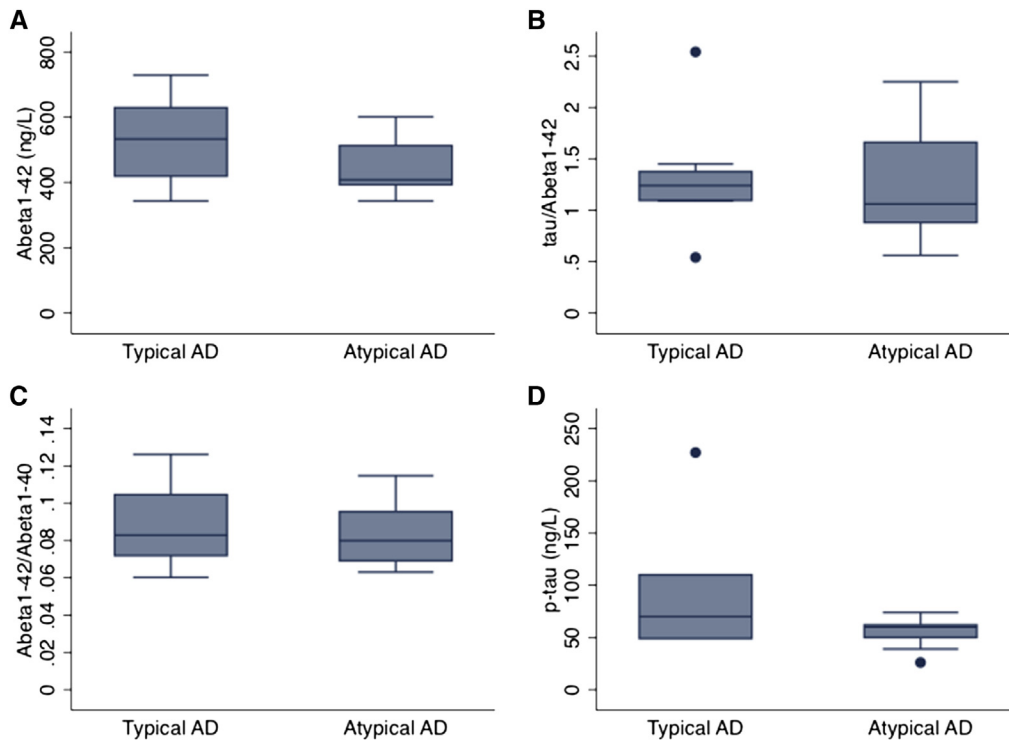 A
Abeta1-42 (ng/L)
800
600
400
200
0
Typical AD
Atypical AD
B
tau/Abeta1-42
2.5
2
1.5
1
.5
0
Typical AD
Atypical AD
C
Abeta1-42/Abeta1-40
.14
.12
.1
.08
.06
.04
.02
0
Typical AD
Atypical AD
D
p-tau (ng/L)
250
200
150
100
50
0
Typical AD
Atypical AD